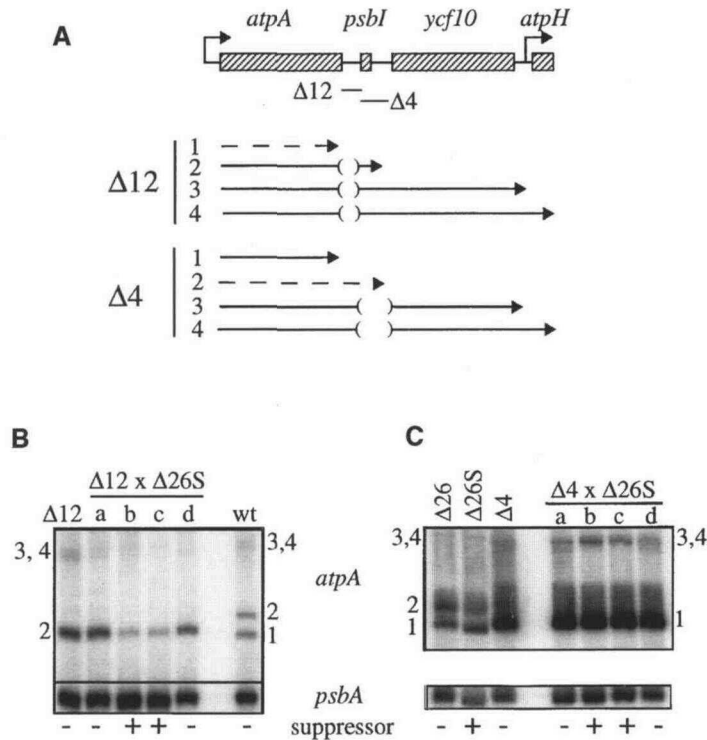 A
atpA psbI ycf10 atpH
Δ12 Δ4
Δ12
1
2 ( )
3 ( )
4 ( )
Δ4
1
2
3 ( )
4 ( )
B
Δ12 x Δ26S
Δ12 a b c d wt
3, 4
2
3,4
2
1
atpA
psbA
- - + + - -
suppressor
C
Δ26 Δ26S Δ4
Δ4 x Δ26S
a b c d
3,4
2
1
3,4
1
- + - - + + -